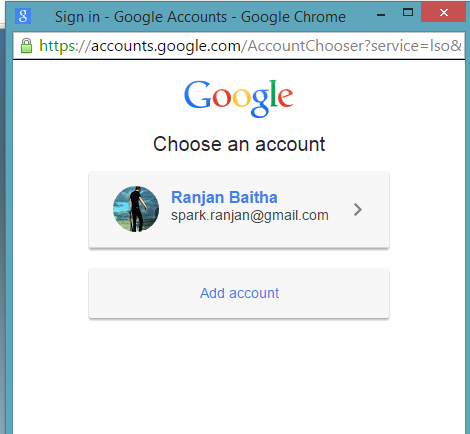 Sign in - Google Accounts - Google Chrome
https://accounts.google.com/AccountChooser?service=lso&
Google
Choose an account
Ranjan Baitha
spark.ranjan@gmail.com
Add account